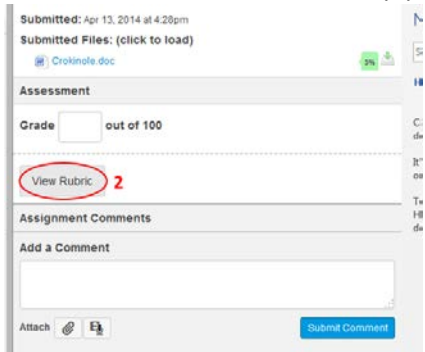 Submitted: Apr 13, 2014 at 4:28pm
Submitted Files: (click to load)
Crokinole.doc 3%
Assessment
Grade out of 100
View Rubric 2
Assignment Comments
Add a Comment
Attach Submit Comment